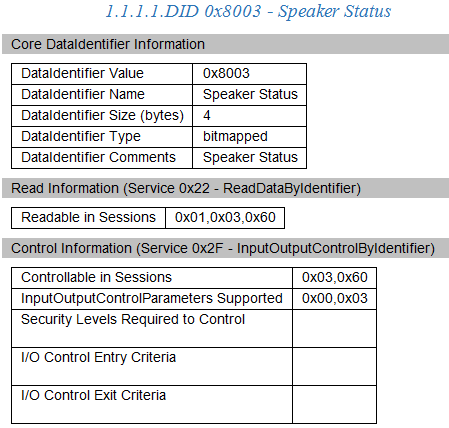 1.1.1.1.DID 0x8003 - Speaker Status
Core DataIdentifier Information
DataIdentifier Value 0x8003
DataIdentifier Name Speaker Status
DataIdentifier Size (bytes) 4
DataIdentifier Type bitmapped
DataIdentifier Comments Speaker Status
Read Information (Service 0x22 - ReadDataByIdentifier)
Readable in Sessions 0x01,0x03,0x60
Control Information (Service 0x2F - InputOutputControlByIdentifier)
Controllable in Sessions 0x03,0x60
InputOutputControlParameters Supported 0x00,0x03
Security Levels Required to Control
I/O Control Entry Criteria
I/O Control Exit Criteria